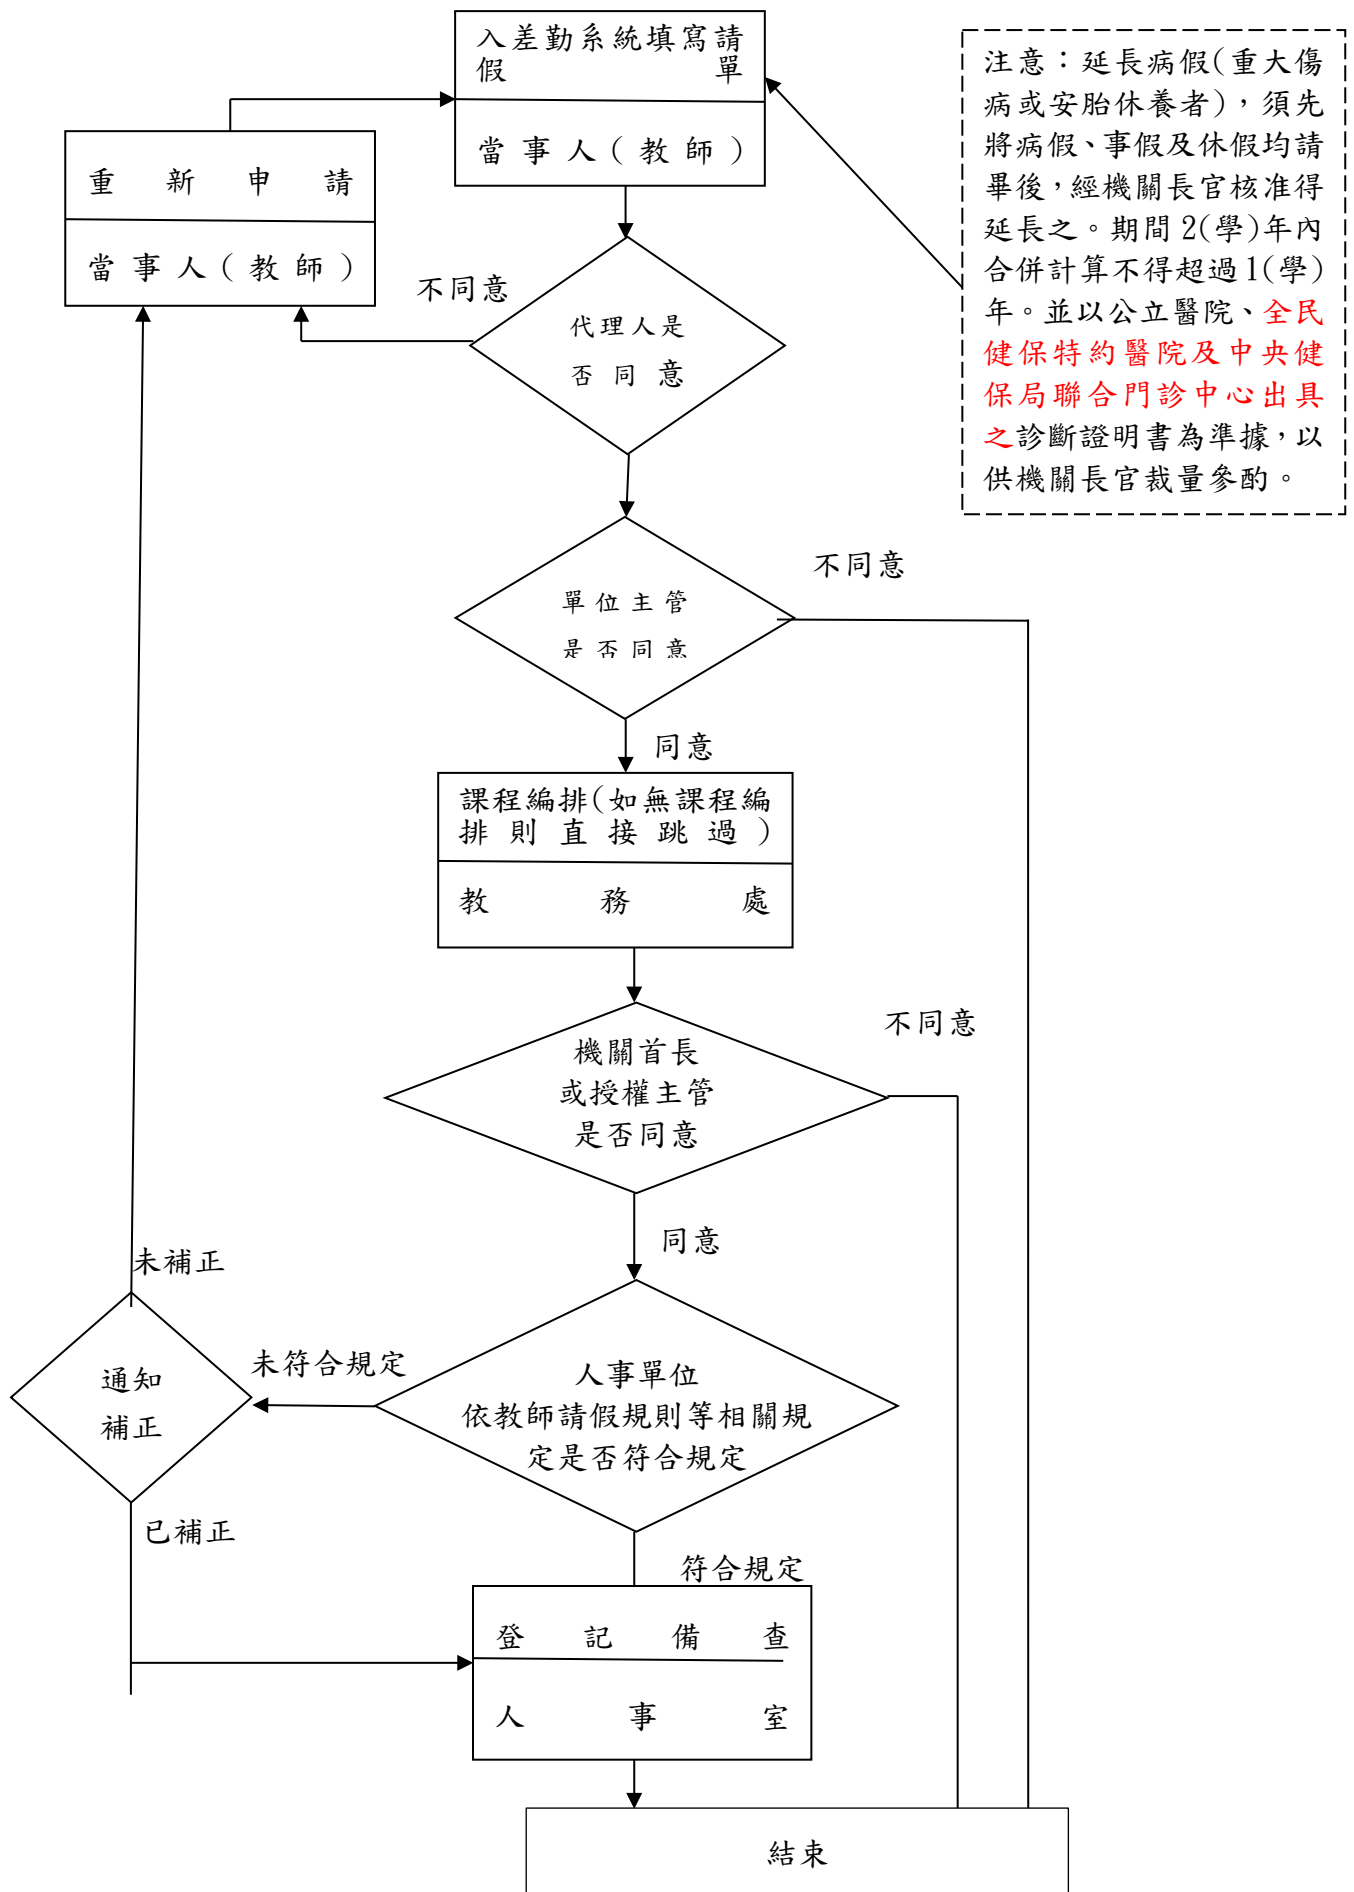 入差勤系統填寫請
假單
當事人(教師)
注意：延長病假(重大傷
病或安胎休養者)，須先
將病假、事假及休假均請
畢後，經機關長官核准得
延長之。期間2(學)年內
合併計算不得超過1(學)
年。並以公立醫院、全民
健保特約醫院及中央健
保局聯合門診中心出具
之診斷證明書為準據，以
供機關長官裁量參酌。
重新申請
當事人(教師)
不同意
代理人是
否同意
不同意
單位主管
是否同意
同意
課程編排(如無課程編
排則直接跳過)
教務處
不同意
機關首長
或授權主管
是否同意
同意
未補正
未符合規定
通知
補正
人事單位
依教師請假規則等相關規
定是否符合規定
已補正
符合規定
登記備查
人事室
結束